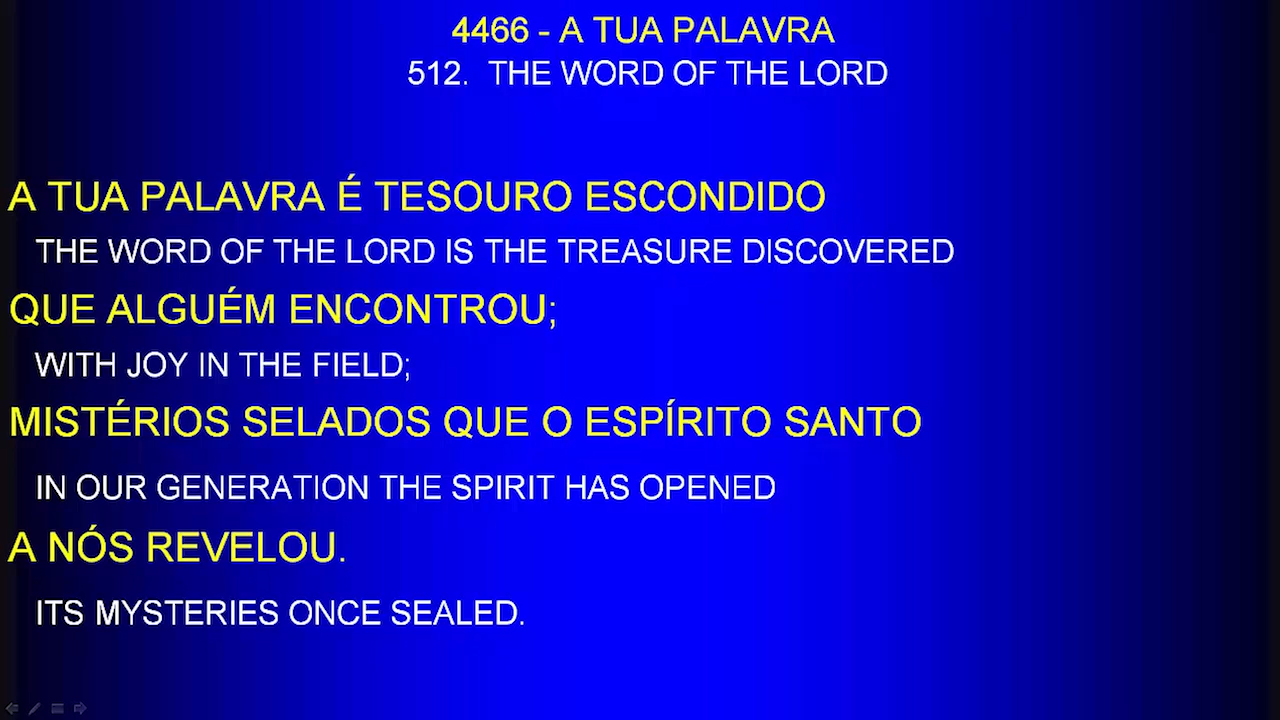 4466 - A TUA PALAVRA
512. THE WORD OF THE LORD
A TUA PALAVRA É TESOURO ESCONDIDO
THE WORD OF THE LORD IS THE TREASURE DISCOVERED
QUE ALGUÉM ENCONTROU;
WITH JOY IN THE FIELD;
MISTÉRIOS SELADOS QUE O ESPÍRITO SANTO
IN OUR GENERATION THE SPIRIT HAS OPENED
A NÓS REVELOU.
ITS MYSTERIES ONCE SEALED.